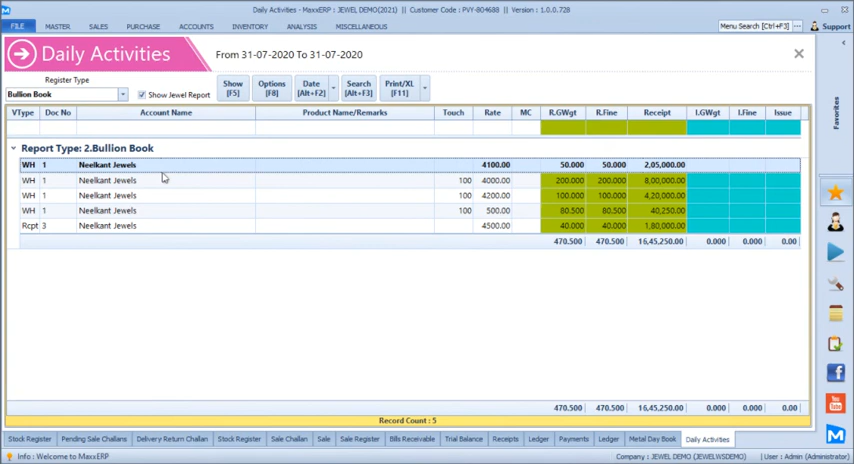 Daily Activities - MaxxERP : JEWEL DEMO(2021) || Customer Code : PVY-804688 || Version : 1.0.0.728
FILE MASTER SALES PURCHASE ACCOUNTS INVENTORY ANALYSIS MISCELLANEOUS Menu Search [Ctrl+F3] ... Support
Daily Activities From 31-07-2020 To 31-07-2020
Register Type
Bullion Book Show Jewel Report Show [F5] Options [F8] Date [Alt+F2] Search [Alt+F3] Print/XL [F11]
Favorites
VType Doc No Account Name Product Name/Remarks Touch Rate MC R.GWgt R.Fine Receipt I.GWgt I.Fine Issue
Report Type: 2.Bullion Book
WH 1 Neelkant Jewels 4100.00 50.000 50.000 2,05,000.00
WH 1 Neelkant Jewels 100 4000.00 200.000 200.000 8,00,000.00
WH 1 Neelkant Jewels 100 4200.00 100.000 100.000 4,20,000.00
WH 1 Neelkant Jewels 100 500.00 80.500 80.500 40,250.00
Rcpt 3 Neelkant Jewels 4500.00 40.000 40.000 1,80,000.00
470.500 470.500 16,45,250.00 0.000 0.000 0.00
470.500 470.500 16,45,250.00 0.000 0.000 0.00
Record Count : 5
Stock Register Pending Sale Challans Delivery Return Challan Stock Register Sale Challan Sale Sale Register Bills Receivable Trial Balance Receipts Ledger Payments Ledger Metal Day Book Daily Activities
Info : Welcome to MaxxERP Company : JEWEL DEMO (JEWELWSDEMO) User : Admin (Administrator)